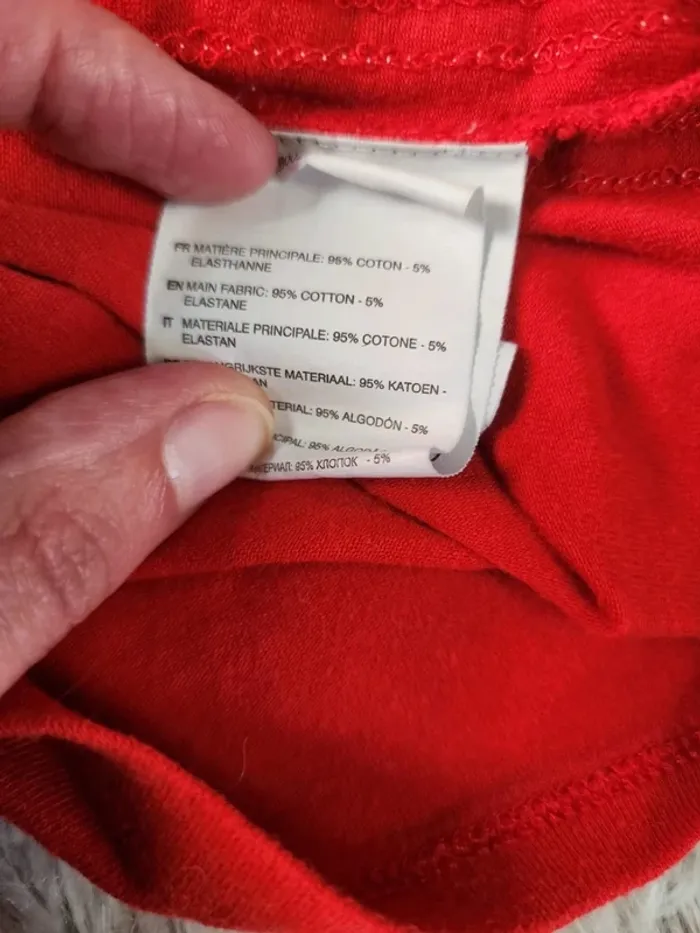 FR MATIÈRE PRINCIPALE: 95% COTON - 5%
ELASTHANNE
EN MAIN FABRIC: 95% COTTON - 5%
ELASTANE
IT MATERIALE PRINCIPALE: 95% COTONE - 5%
ELASTAN
MATERIAAL: 95% KATOEN -
95% ALGODÓN - 5%
95%
95% ХЛОПОК - 5%